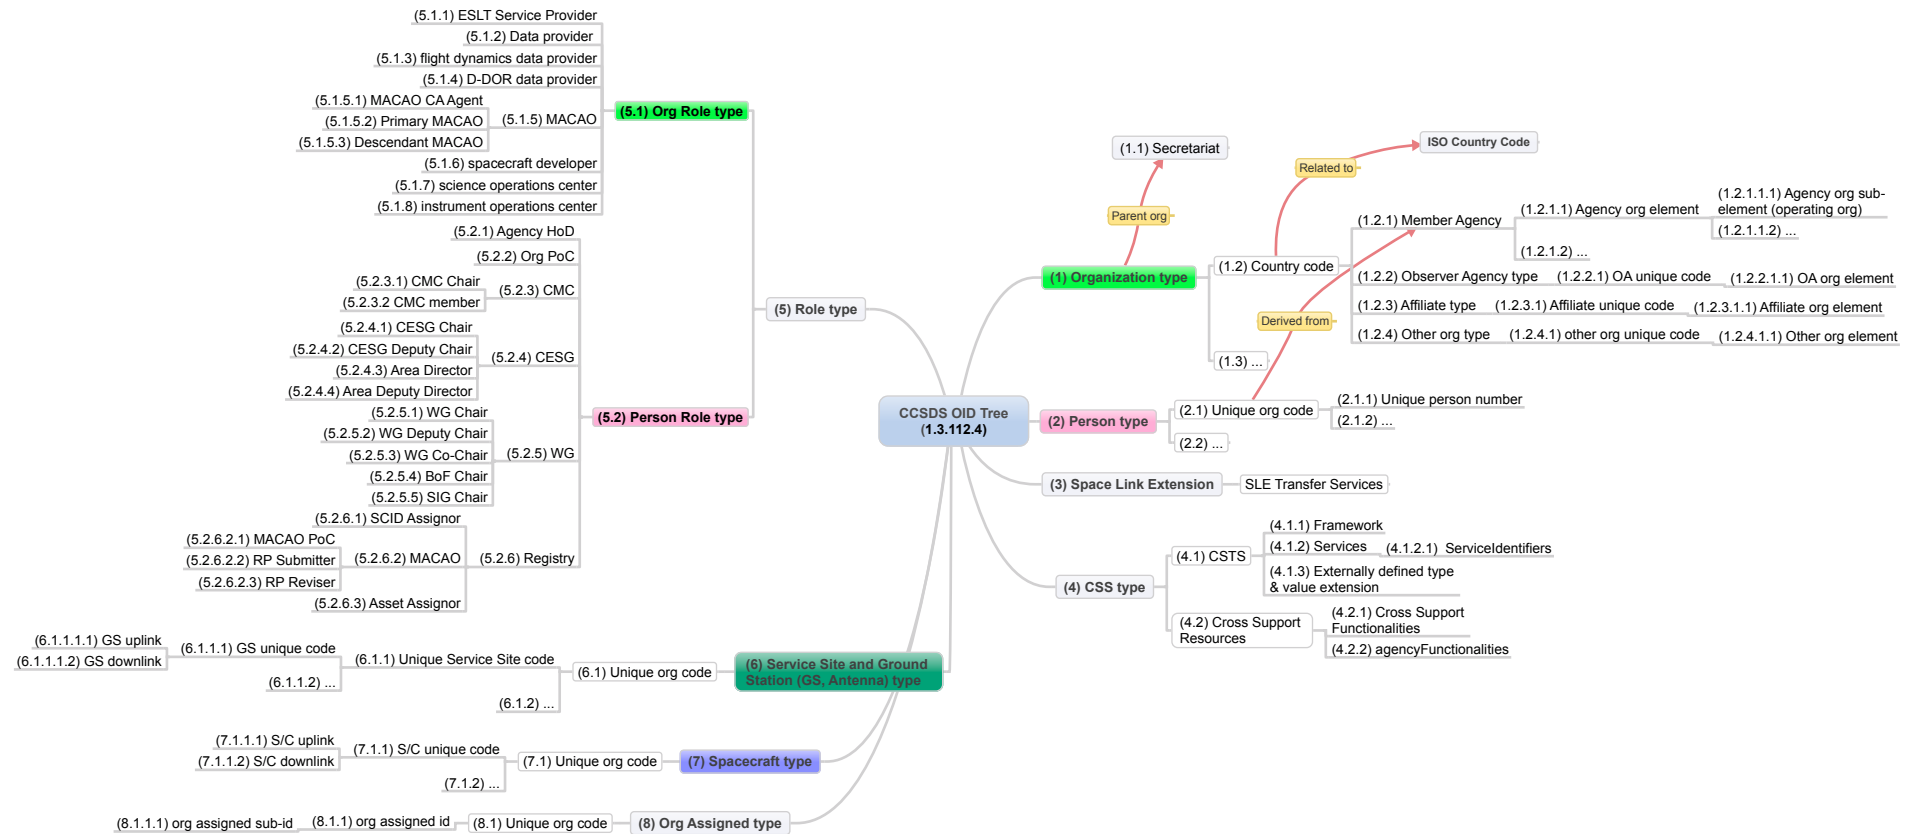 (5.1.1) ESLT Service Provider
(5.1.2) Data provider
(5.1.3) flight dynamics data provider
(5.1.4) D-DOR data provider
(5.1.5.1) MACAO CA Agent
(5.1.5.2) Primary MACAO
(5.1.5.3) Descendant MACAO
(5.1.5) MACAO
(5.1.6) spacecraft developer
(5.1.7) science operations center
(5.1.8) instrument operations center
(5.1) Org Role type
(5.2.1) Agency HoD
(5.2.2) Org PoC
(5.2.3.1) CMC Chair
(5.2.3.2 CMC member
(5.2.3) CMC
(5.2.4.1) CESG Chair
(5.2.4.2) CESG Deputy Chair
(5.2.4.3) Area Director
(5.2.4.4) Area Deputy Director
(5.2.4) CESG
(5.2.5.1) WG Chair
(5.2.5.2) WG Deputy Chair
(5.2.5.3) WG Co-Chair
(5.2.5.4) BoF Chair
(5.2.5.5) SIG Chair
(5.2.5) WG
(5.2.6.1) SCID Assignor
(5.2.6.2.1) MACAO PoC
(5.2.6.2.2) RP Submitter
(5.2.6.2.3) RP Reviser
(5.2.6.2) MACAO
(5.2.6.3) Asset Assignor
(5.2.6) Registry
(5.2) Person Role type
(5) Role type
(6.1.1.1.1) GS uplink
(6.1.1.1.2) GS downlink
(6.1.1.1) GS unique code
(6.1.1.2) ...
(6.1.1) Unique Service Site code
(6.1.2) ...
(6.1) Unique org code
(6) Service Site and Ground
Station (GS, Antenna) type
(7.1.1.1) S/C uplink
(7.1.1.2) S/C downlink
(7.1.1) S/C unique code
(7.1.2) ...
(7.1) Unique org code
(7) Spacecraft type
(8.1.1.1) org assigned sub-id
(8.1.1) org assigned id
(8.1) Unique org code
(8) Org Assigned type
CCSDS OID Tree
(1.3.112.4)
(1) Organization type
Parent org
(1.1) Secretariat
Related to
ISO Country Code
(1.2) Country code
(1.2.1) Member Agency
(1.2.1.1) Agency org element
(1.2.1.1.1) Agency org sub-
element (operating org)
(1.2.1.1.2) ...
(1.2.1.2) ...
(1.2.2) Observer Agency type
(1.2.2.1) OA unique code
(1.2.2.1.1) OA org element
(1.2.3) Affiliate type
(1.2.3.1) Affiliate unique code
(1.2.3.1.1) Affiliate org element
(1.2.4) Other org type
(1.2.4.1) other org unique code
(1.2.4.1.1) Other org element
Derived from
(1.3) ...
(2) Person type
(2.1) Unique org code
(2.1.1) Unique person number
(2.1.2) ...
(2.2) ...
(3) Space Link Extension
SLE Transfer Services
(4) CSS type
(4.1) CSTS
(4.1.1) Framework
(4.1.2) Services
(4.1.2.1) ServiceIdentifiers
(4.1.3) Externally defined type
& value extension
(4.2) Cross Support
Resources
(4.2.1) Cross Support
Functionalities
(4.2.2) agencyFunctionalities